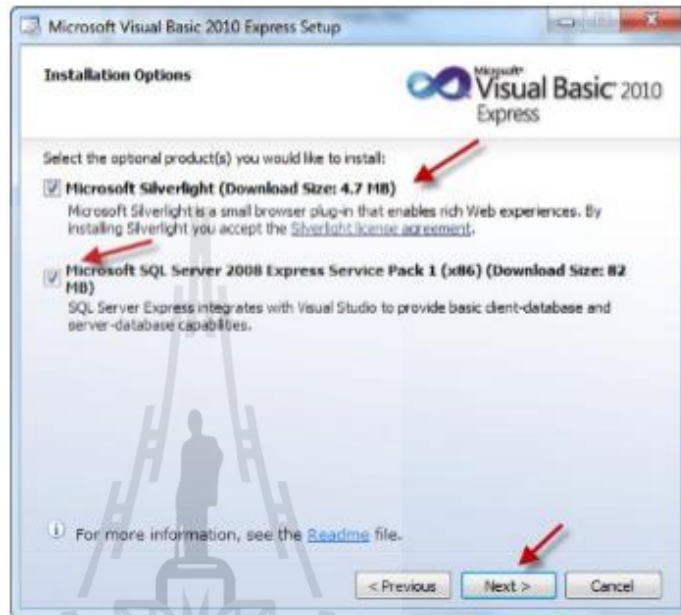 Microsoft Visual Basic 2010 Express Setup
Installation Options
Microsoft®
Visual Basic® 2010
Express
Select the optional product(s) you would like to install:
Microsoft Silverlight (Download Size: 4.7 MB)
Microsoft Silverlight is a small browser plug-in that enables rich Web experiences. By
installing Silverlight you accept the Silverlight license agreement.
Microsoft SQL Server 2008 Express Service Pack 1 (x86) (Download Size: 82
MB)
SQL Server Express integrates with Visual Studio to provide basic client-database and
server-database capabilities.
For more information, see the Readme file.
< Previous Next > Cancel